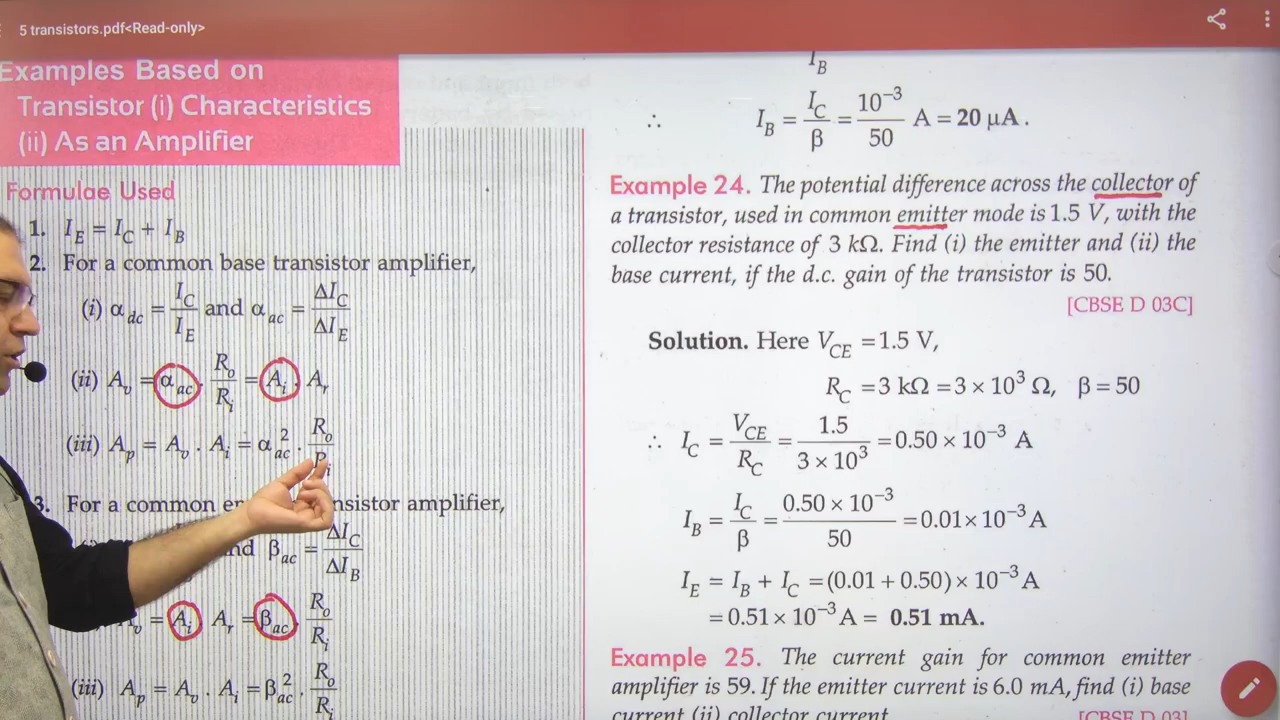 5 transistors.pdf<Read-only>
Examples Based on
Transistor (i) Characteristics
(ii) As an Amplifier
Formulae Used
1. I_E = I_C + I_B
2. For a common base transistor amplifier,
(i) α_dc = I_C / I_E and α_ac = ΔI_C / ΔI_E
(ii) A_v = α_ac . R_o / R_i = A_i . A_r
(iii) A_p = A_v . A_i = α_ac^2 . R_o / R_i
3. For a common transistor amplifier,
β_ac = ΔI_C / ΔI_B
= A_i . A_r = β_ac . R_o / R_i
(iii) A_p = A_v . A_i = β_ac^2 . R_o / R_i
I_B
∴ I_B = I_C / β = 10^−3 / 50 A = 20 μA .
Example 24. The potential difference across the collector of
a transistor, used in common emitter mode is 1.5 V, with the
collector resistance of 3 kΩ. Find (i) the emitter and (ii) the
base current, if the d.c. gain of the transistor is 50.
[CBSE D 03C]
Solution. Here V_CE = 1.5 V,
R_C = 3 kΩ = 3 × 10^3 Ω, β = 50
∴ I_C = V_CE / R_C = 1.5 / 3 × 10^3 = 0.50 × 10^−3 A
I_B = I_C / β = 0.50 × 10^−3 / 50 = 0.01 × 10^−3 A
I_E = I_B + I_C = (0.01 + 0.50) × 10^−3 A
= 0.51 × 10^−3 A = 0.51 mA.
Example 25. The current gain for common emitter
amplifier is 59. If the emitter current is 6.0 mA, find (i) base
current (ii) collector current.
[CBSE D 03]